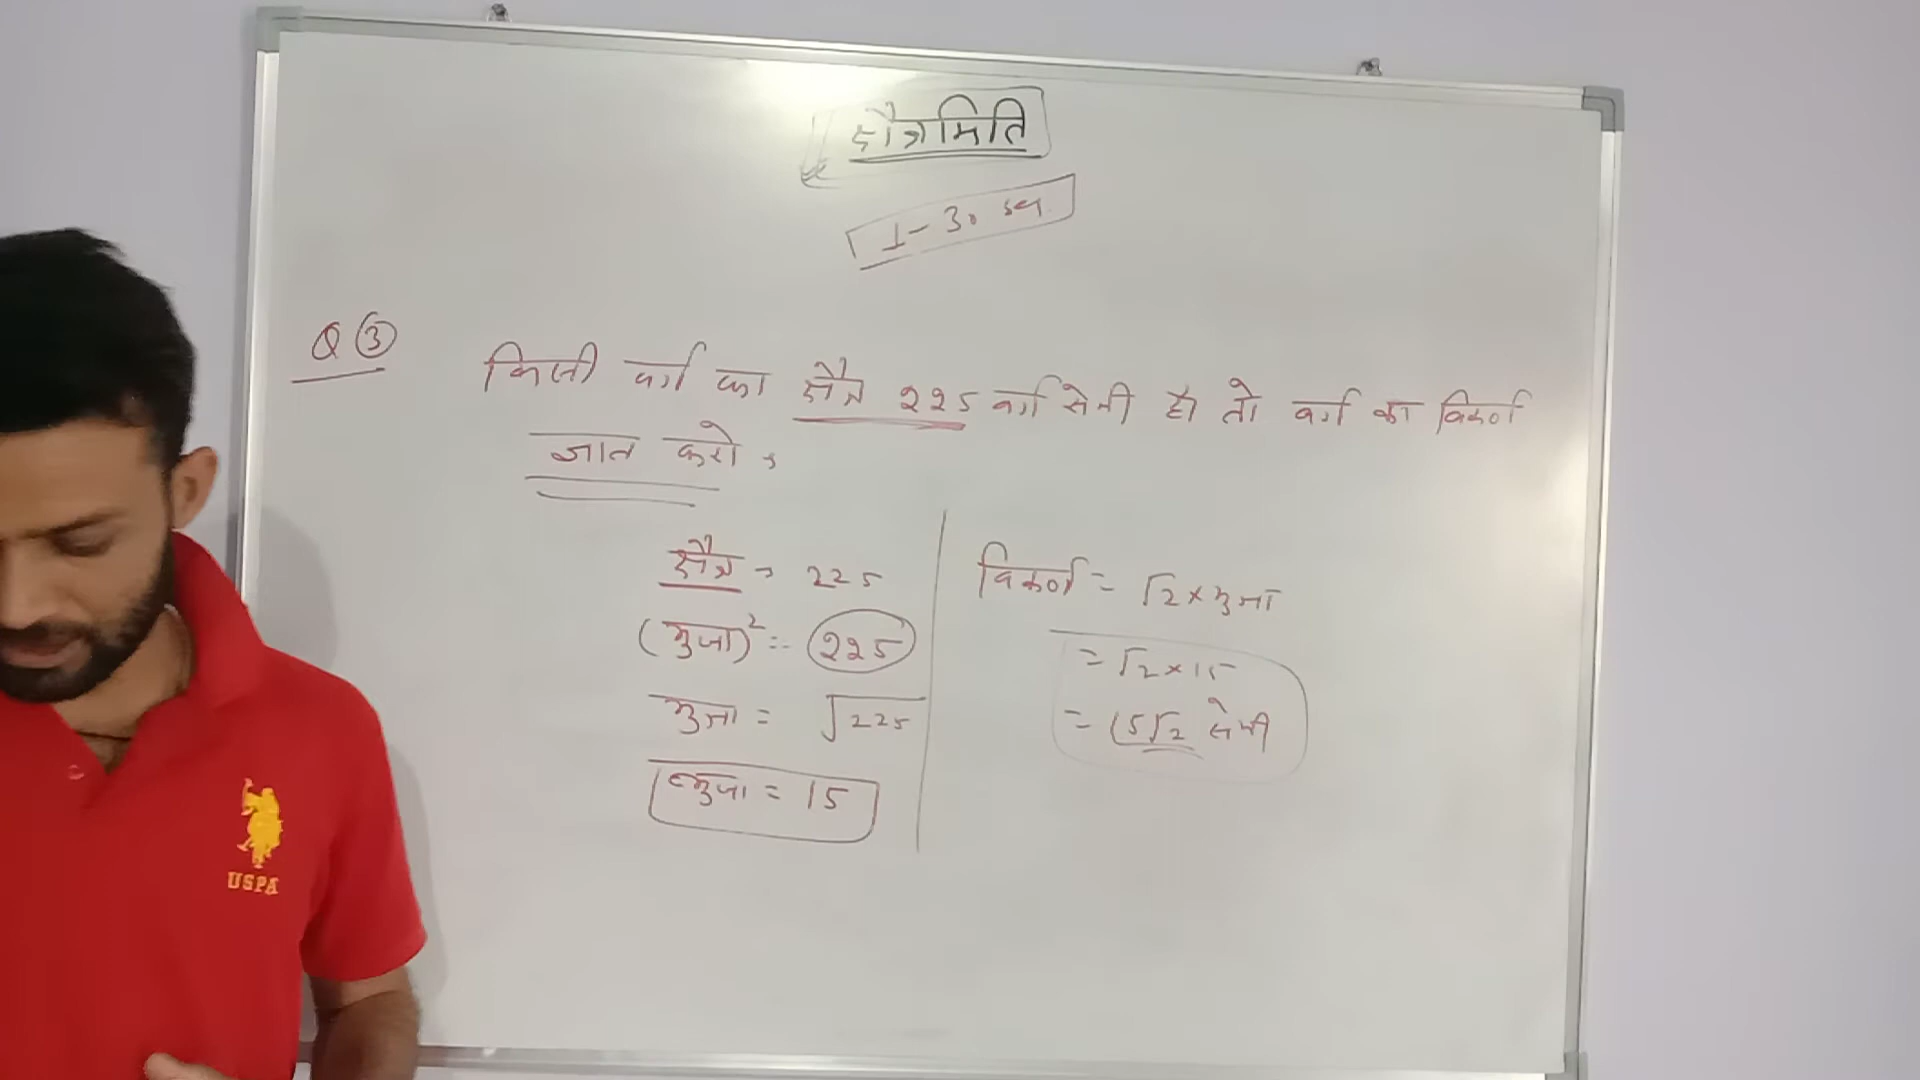 क्षेत्रमिति
1-30 sq.
Q ③
किसी वर्ग का क्षेत्र 225 वर्ग सेमी है तो वर्ग का विकर्ण
ज्ञात करो,
क्षेत्र → 225
(भुजा)² = 225
भुजा = √225
भुजा = 15
विकर्ण = √2 × भुजा
= √2 × 15
= 15√2 सेमी
USPA